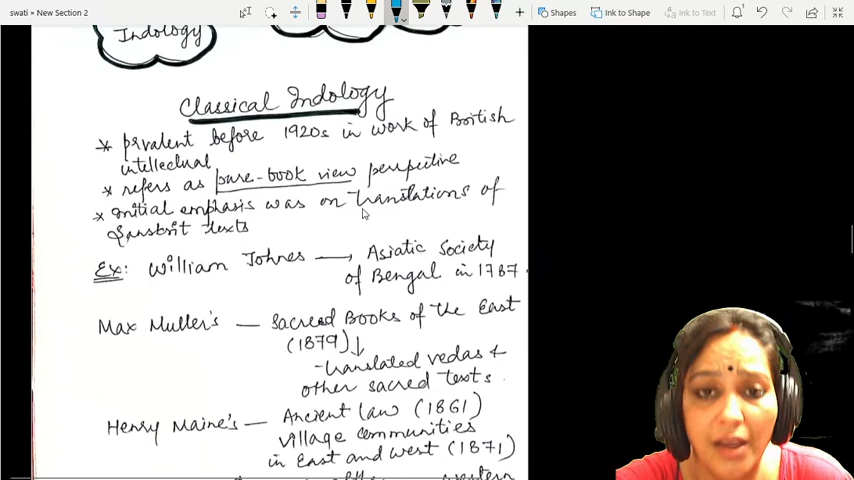 swati » New Section 2
Shapes
Ink to Shape
Ink to Text
Indology
Classical Indology
* prvalent before 1920s in work of British
intellectual
* refers as pure-book view perspective
* initial emphasis was on translations of
Sanskrit texts
Ex: William Johnes → Asiatic Society
of Bengal in 1787
Max Muller's — Sacred Books of the East
(1879)
translated vedas +
other sacred texts.
Henry Maine's — Ancient law (1861)
village communities
in East and west (1871)
western